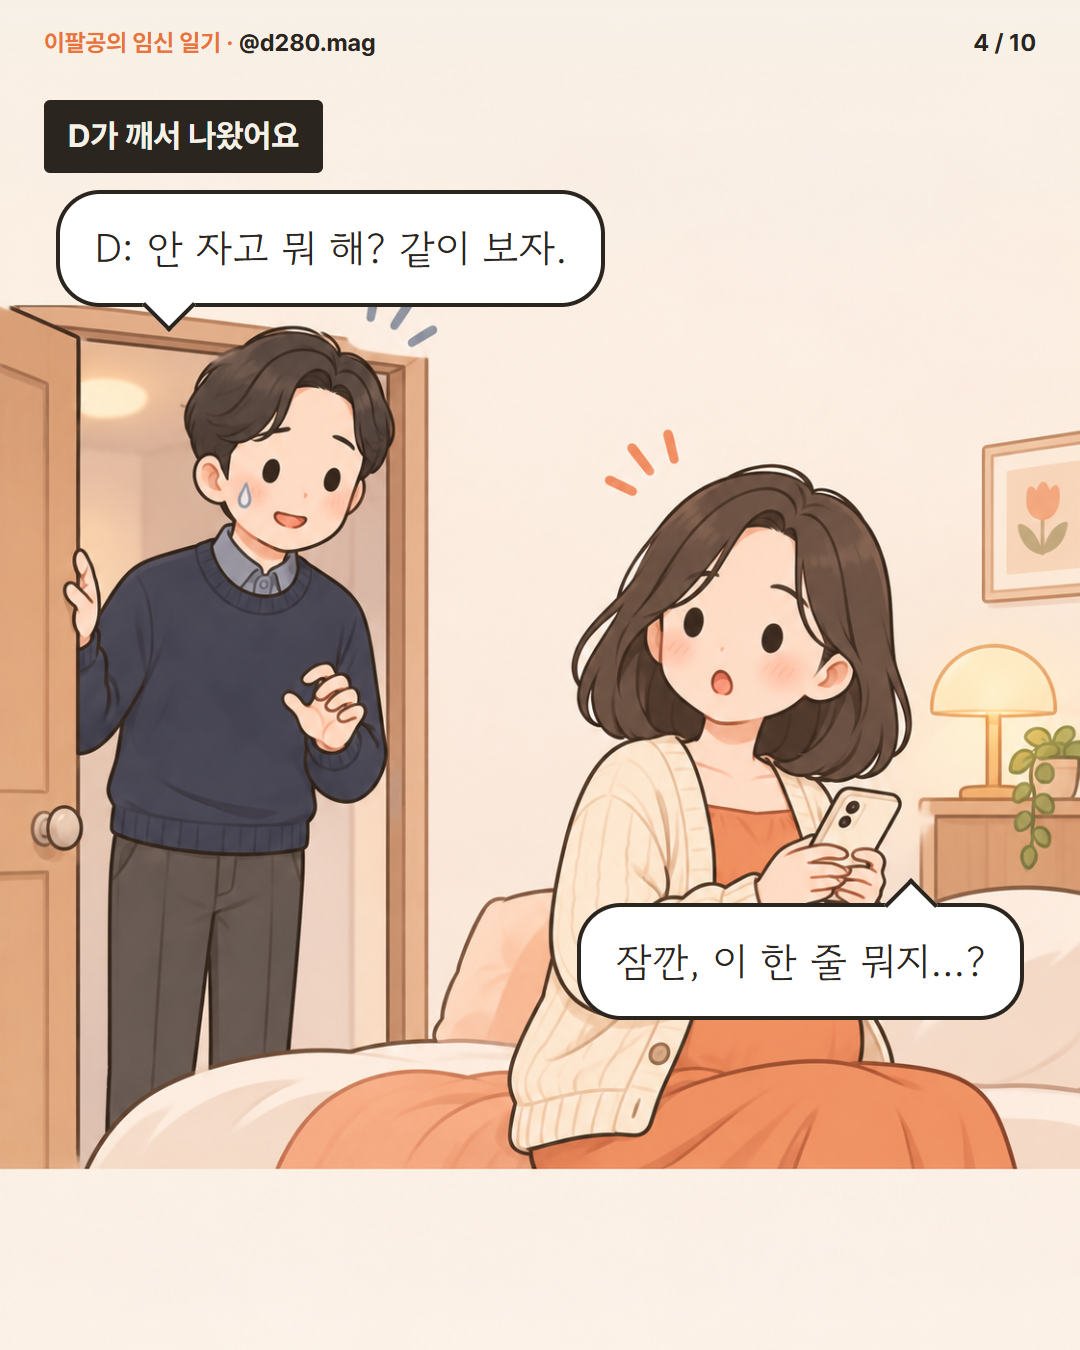 이팔공의 임신 일기 · @d280.mag
4 / 10
D가 깨서 나왔어요
D: 안 자고 뭐 해? 같이 보자.
잠깐, 이 한 줄 뭐지...?